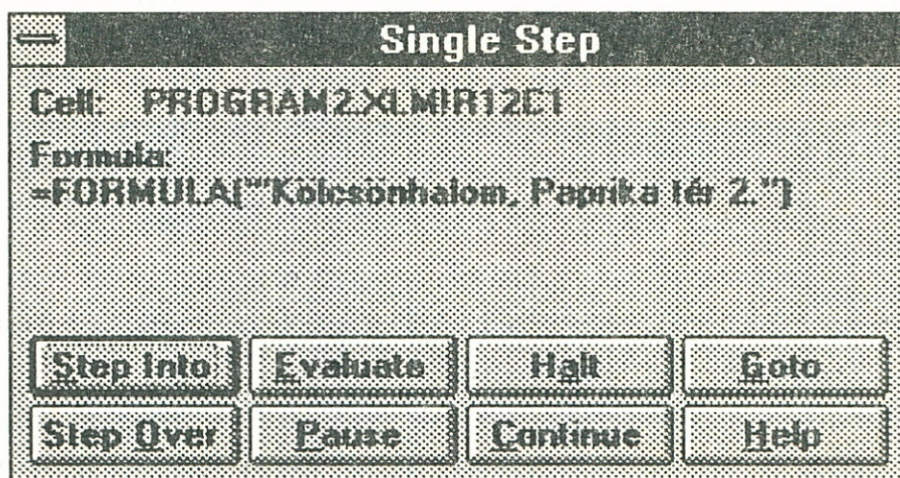 Single Step
Cell: PROGRAM2.XLM!R12C1
Formula:
=FORMULA(""Kölcsönhalom, Paprika tér 2.")
Step Into Evaluate Halt Goto
Step Over Pause Continue Help